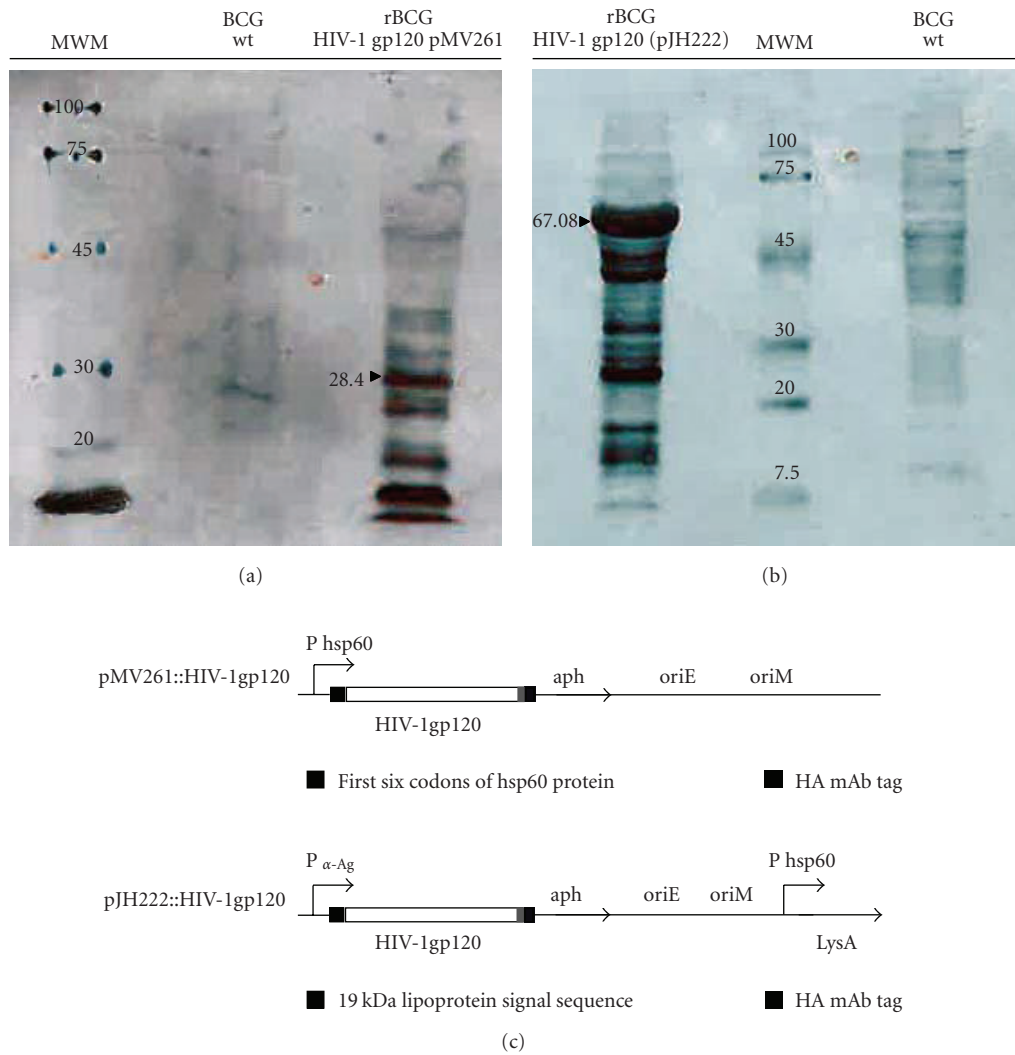 MWM
BCG
wt
rBCG
HIV-1 gp120 pMV261
100
75
45
30
20
28.4
(a)
rBCG
HIV-1 gp120 (pJH222)
MWM
BCG
wt
67.08
100
75
45
30
20
7.5
(b)
P hsp60
pMV261::HIV-1gp120
aph
oriE
oriM
HIV-1gp120
First six codons of hsp60 protein
HA mAb tag
P α-Ag
P hsp60
pJH222::HIV-1gp120
aph
oriE
oriM
HIV-1gp120
LysA
19 kDa lipoprotein signal sequence
HA mAb tag
(c)